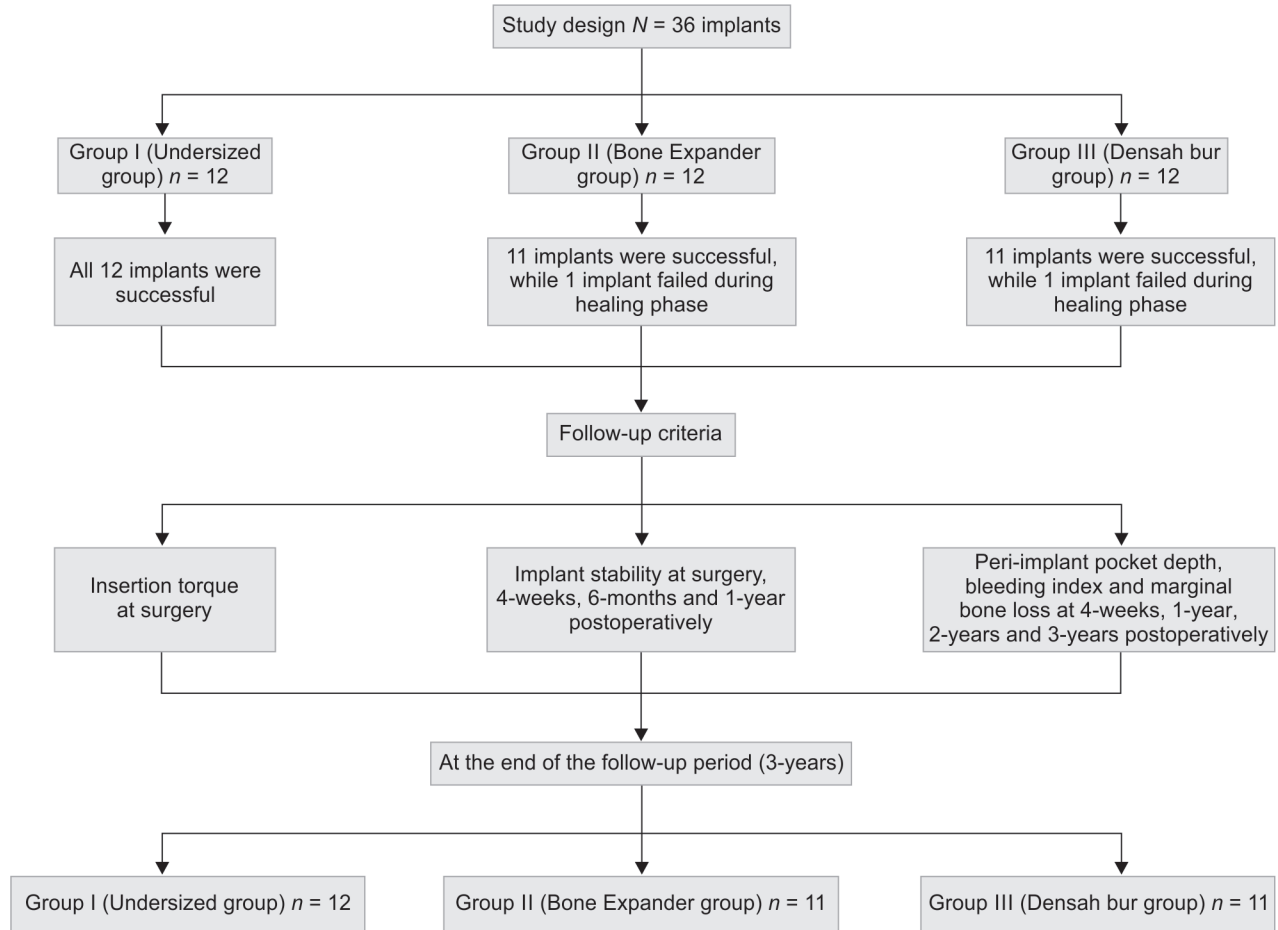 Study design N = 36 implants
Group I (Undersized
group) n = 12
Group II (Bone Expander
group) n = 12
Group III (Densah bur
group) n = 12
All 12 implants were
successful
11 implants were successful,
while 1 implant failed during
healing phase
11 implants were successful,
while 1 implant failed during
healing phase
Follow-up criteria
Insertion torque
at surgery
Implant stability at surgery,
4-weeks, 6-months and 1-year
postoperatively
Peri-implant pocket depth,
bleeding index and marginal
bone loss at 4-weeks, 1-year,
2-years and 3-years postoperatively
At the end of the follow-up period (3-years)
Group I (Undersized group) n = 12
Group II (Bone Expander group) n = 11
Group III (Densah bur group) n = 11